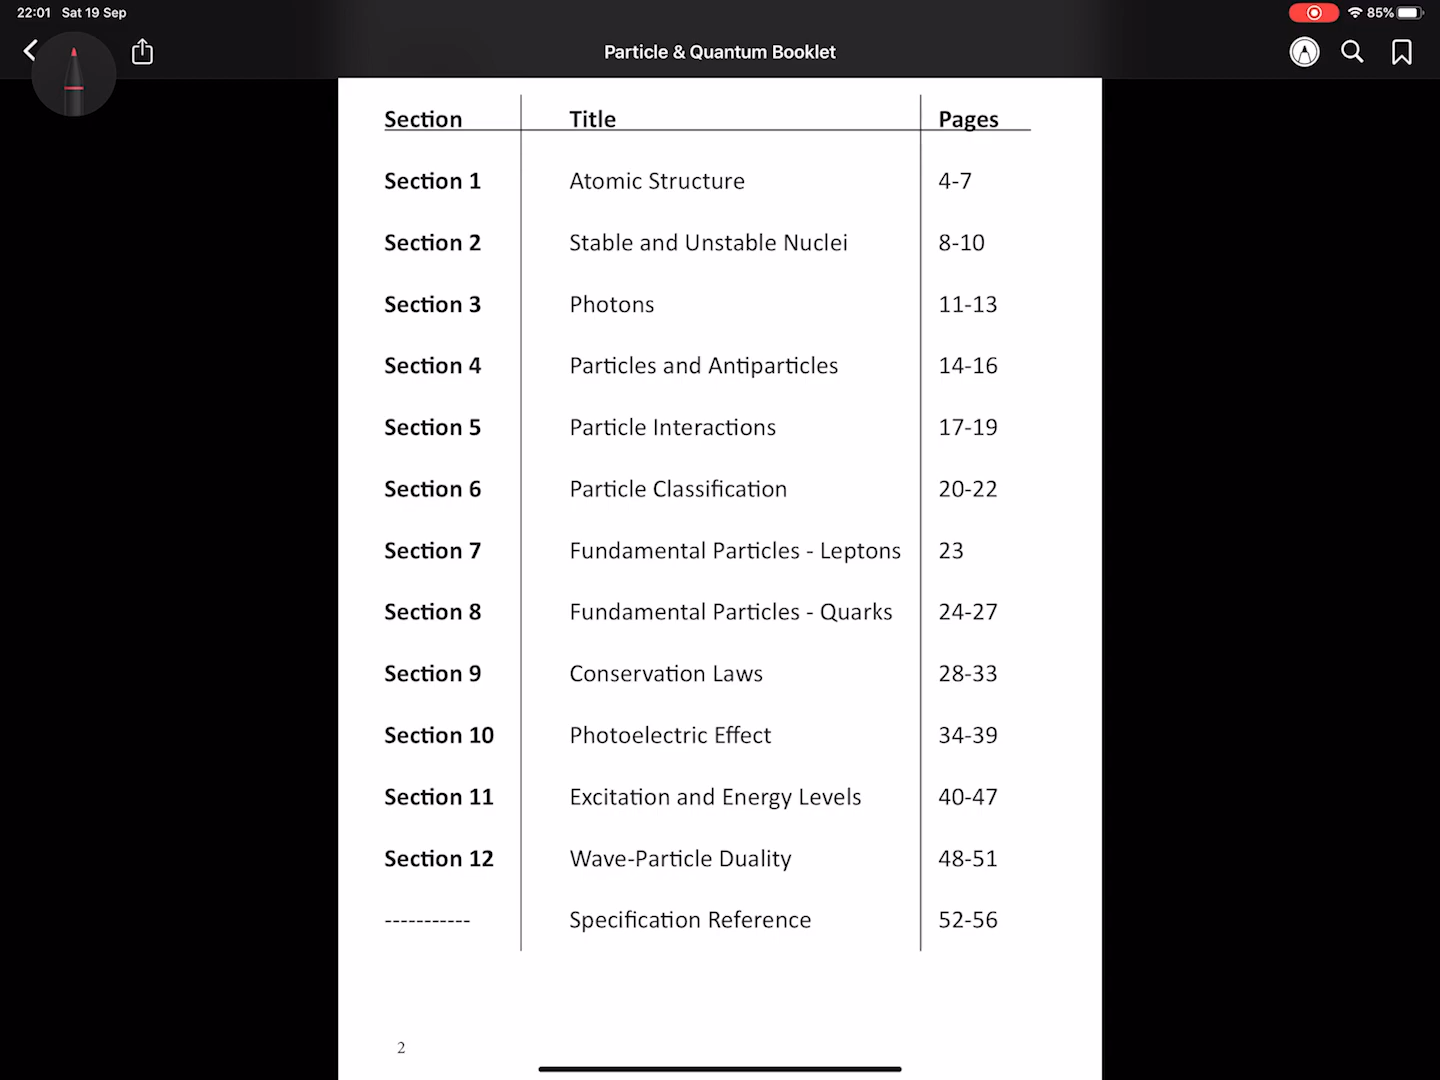 22:01 Sat 19 Sep
85%
Particle & Quantum Booklet
Section Title Pages
Section 1 Atomic Structure 4-7
Section 2 Stable and Unstable Nuclei 8-10
Section 3 Photons 11-13
Section 4 Particles and Antiparticles 14-16
Section 5 Particle Interactions 17-19
Section 6 Particle Classification 20-22
Section 7 Fundamental Particles - Leptons 23
Section 8 Fundamental Particles - Quarks 24-27
Section 9 Conservation Laws 28-33
Section 10 Photoelectric Effect 34-39
Section 11 Excitation and Energy Levels 40-47
Section 12 Wave-Particle Duality 48-51
----------- Specification Reference 52-56
2